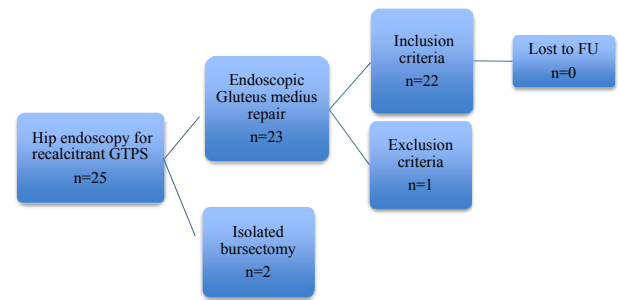 Hip endoscopy for
recalcitrant GTPS
n=25
Endoscopic
Gluteus medius
repair
n=23
Isolated
bursectomy
n=2
Inclusion
criteria
n=22
Exclusion
criteria
n=1
Lost to FU
n=0